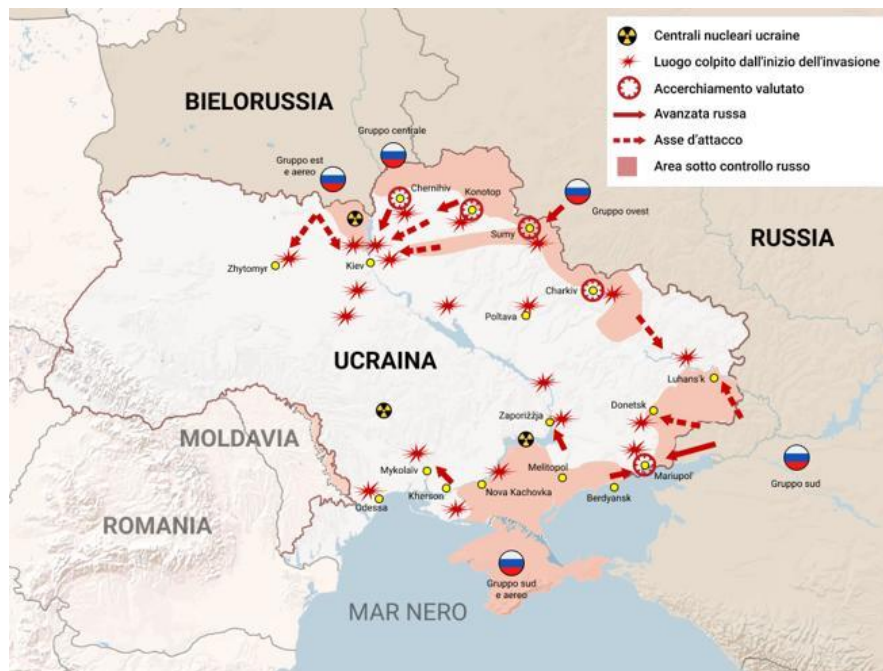 Centrali nucleari ucraine
Luogo colpito dall'inizio dell'invasione
Accerchiamento valutato
Avanzata russa
Asse d'attacco
Area sotto controllo russo
BIELORUSSIA
Gruppo centrale
Gruppo est
e aereo
Chernihiv
Konotop
Gruppo ovest
Sumy
RUSSIA
Zhytomyr
Kiev
Charkiv
Poltava
UCRAINA
Luhans'k
Donetsk
Zaporižžja
MOLDAVIA
Mykolaïv
Melitopol
Mariupol'
Gruppo sud
Kherson
Nova Kachovka
Berdyansk
Odessa
ROMANIA
Gruppo sud
e aereo
MAR NERO